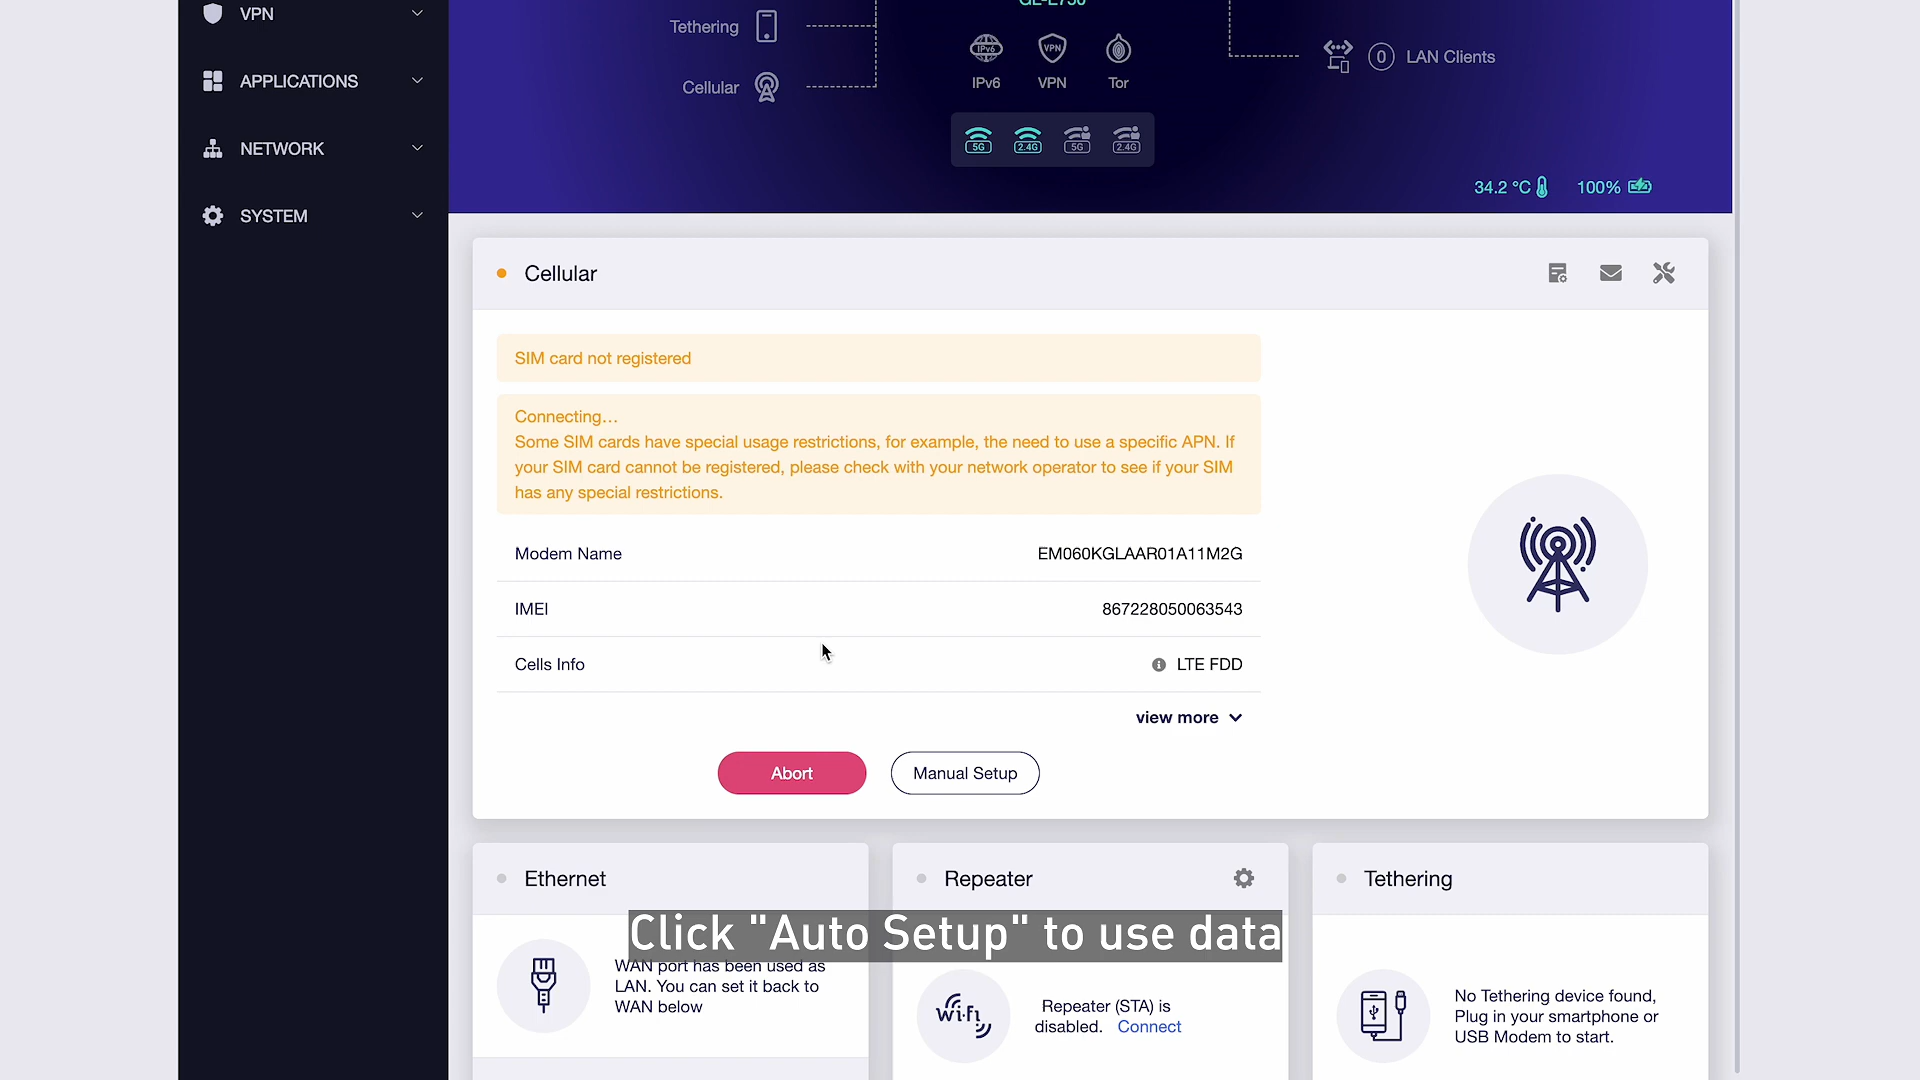 GL-E750
VPN
Tethering
APPLICATIONS
IPv6
VPN
IPv6
VPN
Tor
0
LAN Clients
Cellular
NETWORK
5G
2.4G
5G
2.4G
34.2 °C
100%
SYSTEM
Cellular
SIM card not registered
Connecting...
Some SIM cards have special usage restrictions, for example, the need to use a specific APN. If
your SIM card cannot be registered, please check with your network operator to see if your SIM
has any special restrictions.
Modem Name
EM060KGLAAR01A11M2G
IMEI
867228050063543
Cells Info
LTE FDD
view more
Abort
Manual Setup
Ethernet
Repeater
Tethering
Click "Auto Setup" to use data
WAN port has been used as
LAN. You can set it back to
WAN below
Wi-Fi
Repeater (STA) is
disabled. Connect
No Tethering device found,
Plug in your smartphone or
USB Modem to start.